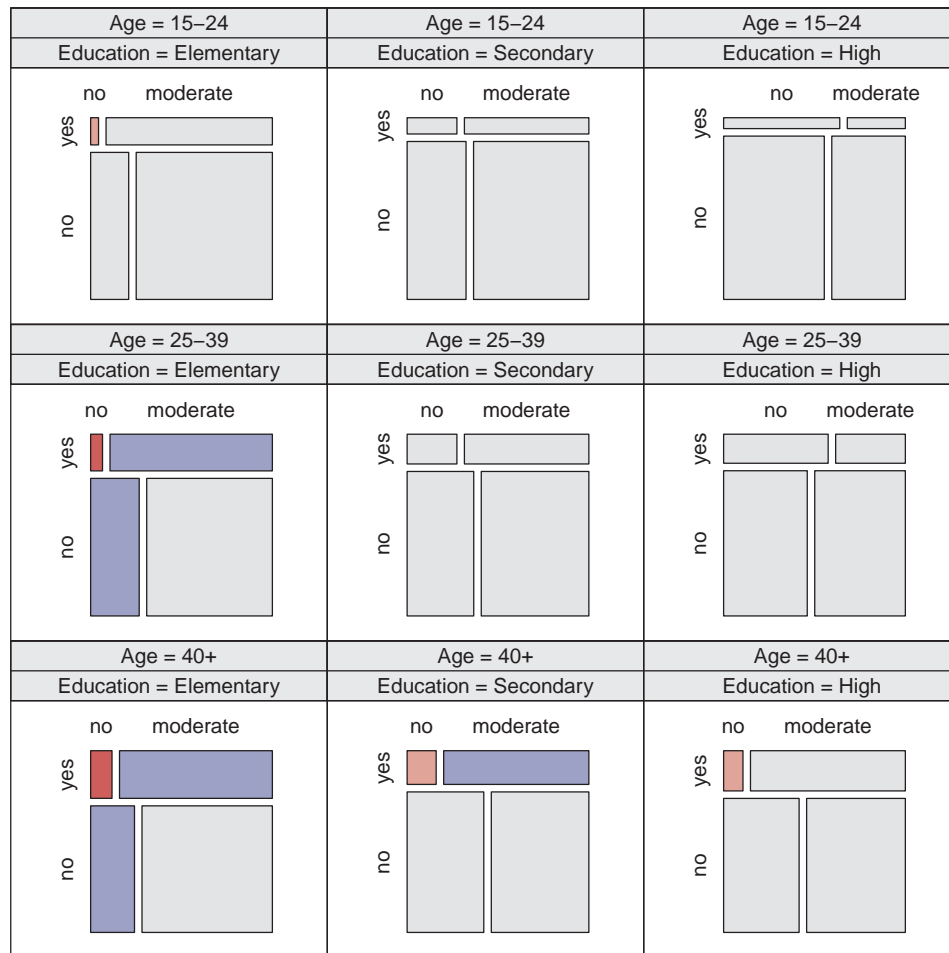 Age = 15–24 Age = 15–24 Age = 15–24
Education = Elementary Education = Secondary Education = High
no moderate no moderate no moderate
yes yes yes
no no no
Age = 25–39 Age = 25–39 Age = 25–39
Education = Elementary Education = Secondary Education = High
no moderate no moderate no moderate
yes yes yes
no no no
Age = 40+ Age = 40+ Age = 40+
Education = Elementary Education = Secondary Education = High
no moderate no moderate no moderate
yes yes yes
no no no